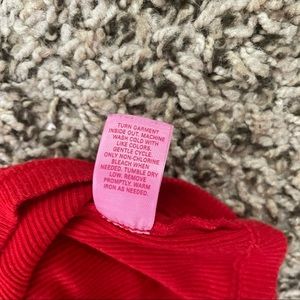 TURN GARMENT
INSIDE OUT. MACHINE
WASH COLD WITH
LIKE COLORS,
GENTLE CYCLE.
ONLY NON-CHLORINE
BLEACH WHEN
NEEDED. TUMBLE DRY
LOW. REMOVE
PROMPTLY. WARM
IRON AS NEEDED.